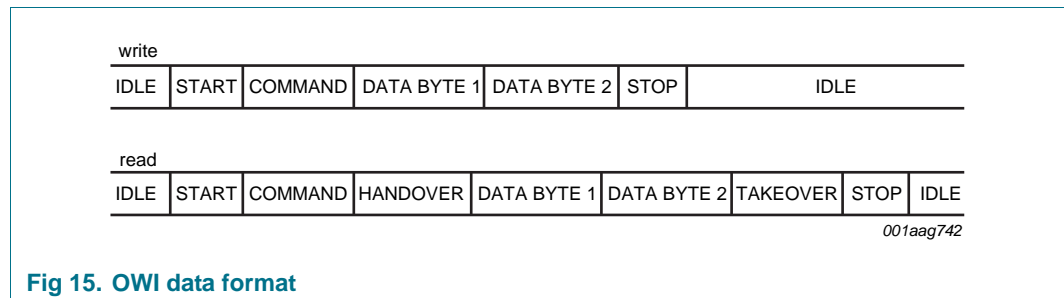 write
IDLE START COMMAND DATA BYTE 1 DATA BYTE 2 STOP IDLE
read
IDLE START COMMAND HANDOVER DATA BYTE 1 DATA BYTE 2 TAKEOVER STOP IDLE
001aag742
Fig 15. OWI data format